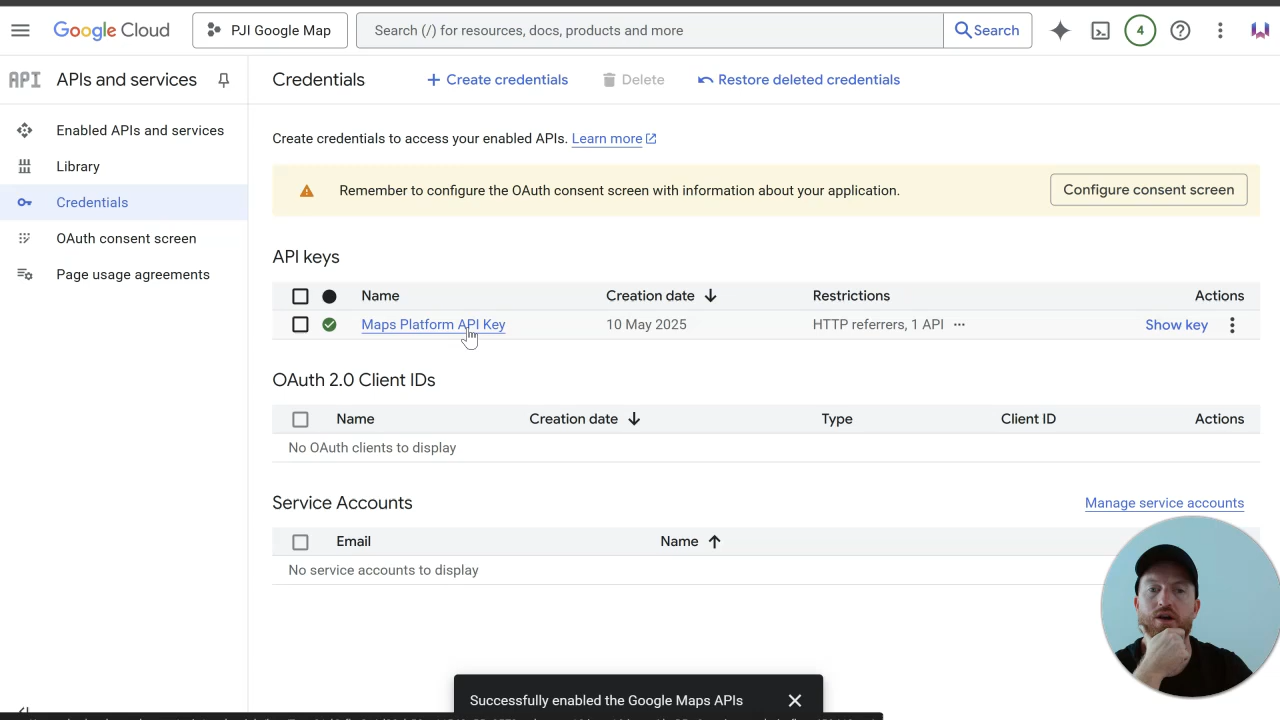 Google Cloud
PJI Google Map
Search (/) for resources, docs, products and more
Search
4
API
APIs and services
Credentials
Create credentials
Delete
Restore deleted credentials
Enabled APIs and services
Library
Credentials
OAuth consent screen
Page usage agreements
Create credentials to access your enabled APIs. Learn more
Remember to configure the OAuth consent screen with information about your application.
Configure consent screen
API keys
Name Creation date Restrictions Actions
Maps Platform API Key 10 May 2025 HTTP referrers, 1 API Show key
OAuth 2.0 Client IDs
Name Creation date Type Client ID Actions
No OAuth clients to display
Service Accounts
Manage service accounts
Email Name
No service accounts to display
Successfully enabled the Google Maps APIs